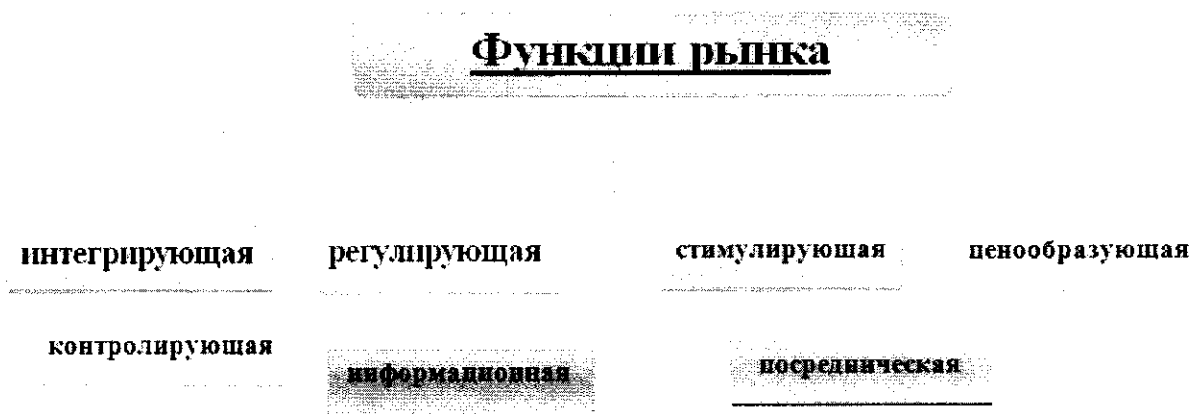 Функции рынка
интегрирующая регулирующая стимулирующая ценообразующая
контролирующая информационная посредническая